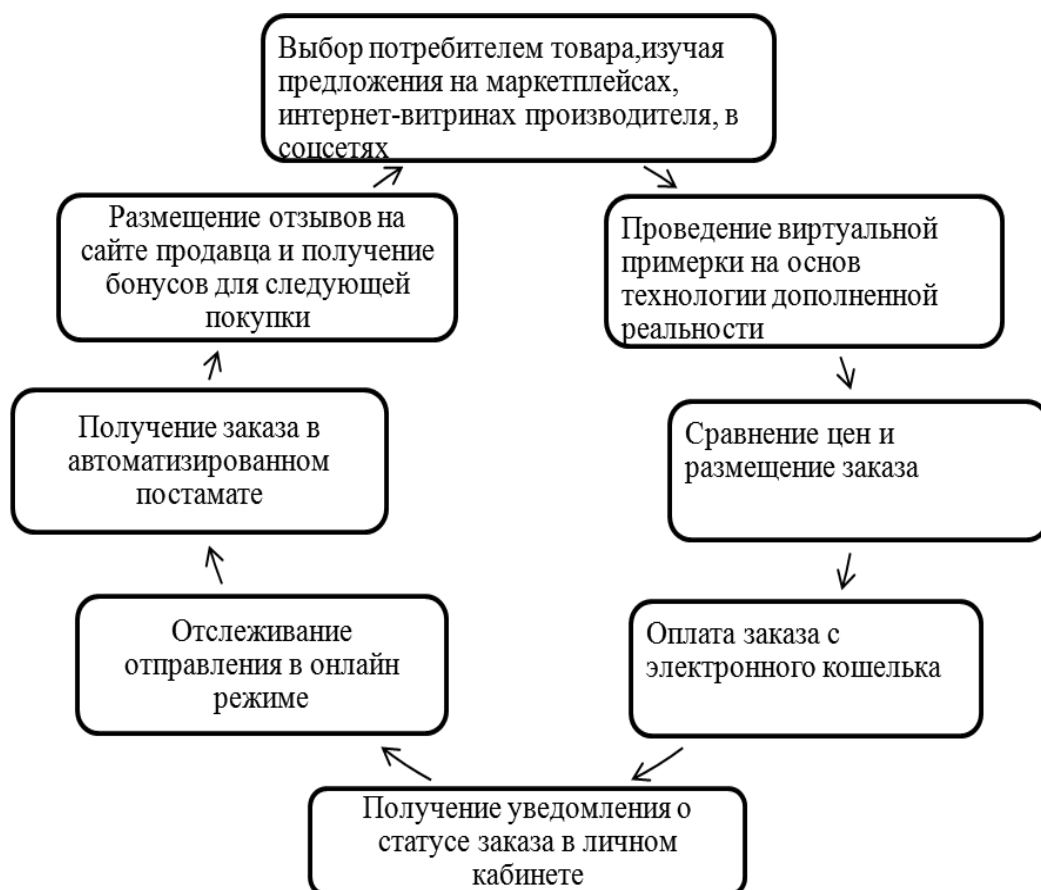 Выбор потребителем товара,изучая
предложения на маркетплейсах,
интернет-витринах производителя, в
соцсетях
Проведение виртуальной
примерки на основ
технологии дополненной
реальности
Сравнение цен и
размещение заказа
Оплата заказа с
электронного кошелька
Получение уведомления о
статусе заказа в личном
кабинете
Отслеживание
отправления в онлайн
режиме
Получение заказа в
автоматизированном
постамате
Размещение отзывов на
сайте продавца и получение
бонусов для следующей
покупки